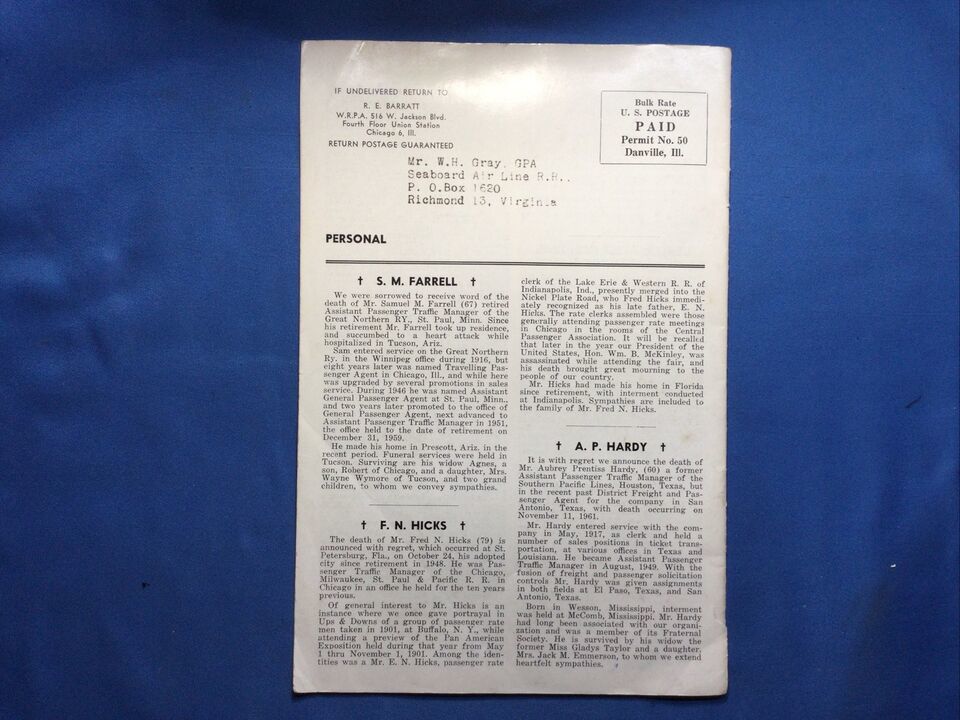 IF UNDELIVERED RETURN TO
R. E. BARRATT
W.R.P.A. 516 W. Jackson Blvd.
Fourth Floor Union Station
Chicago 6, Ill.
RETURN POSTAGE GUARANTEED
Bulk Rate
U. S. POSTAGE
PAID
Permit No. 50
Danville, Ill.
Mr. W.H. Gray, GPA
Seaboard Air Line R.R..
P. O.Box 1620
Richmond 13, Virginia
PERSONAL
† S. M. FARRELL †
We were sorrowed to receive word of the
death of Mr. Samuel M. Farrell (67) retired
Assistant Passenger Traffic Manager of the
Great Northern RY., St. Paul, Minn. Since
his retirement Mr. Farrell took up residence,
and succumbed to a heart attack while
hospitalized in Tucson, Ariz.
Sam entered service on the Great Northern
Ry. in the Winnipeg office during 1916, but
eight years later was named Travelling Pas-
senger Agent in Chicago, Ill., and while here
was upgraded by several promotions in sales
service. During 1946 he was named Assistant
General Passenger Agent at St. Paul, Minn.,
and two years later promoted to the office of
General Passenger Agent, next advanced to
Assistant Passenger Traffic Manager in 1951,
the office held to the date of retirement on
December 31, 1959.
He made his home in Prescott, Ariz. in the
recent period. Funeral services were held in
Tucson. Surviving are his widow Agnes, a
son, Robert of Chicago, and a daughter, Mrs.
Wayne Wymore of Tucson, and two grand
children, to whom we convey sympathies.
† F. N. HICKS †
The death of Mr. Fred N. Hicks (79) is
announced with regret, which occurred at St.
Petersburg, Fla., on October 24, his adopted
city since retirement in 1948. He was Pas-
senger Traffic Manager of the Chicago,
Milwaukee, St. Paul & Pacific R. R. in
Chicago in an office he held for the ten years
previous.
Of general interest to Mr. Hicks is an
instance where we once gave portrayal in
Ups & Downs of a group of passenger rate
men taken in 1901, at Buffalo, N. Y., while
attending a preview of the Pan American
Exposition held during that year from May
1 thru November 1, 1901. Among the iden-
tities was a Mr. E. N. Hicks, passenger rate
clerk of the Lake Erie & Western R. R. of
Indianapolis, Ind., presently merged into the
Nickel Plate Road, who Fred Hicks immedi-
ately recognized as his late father, E. N.
Hicks. The rate clerks assembled were those
generally attending passenger rate meetings
in Chicago in the rooms of the Central
Passenger Association. It will be recalled
that later in the year our President of the
United States, Hon. Wm. B. McKinley, was
assassinated while attending the fair, and
his death brought great mourning to the
people of our country.
Mr. Hicks had made his home in Florida
since retirement, with interment conducted
at Indianapolis. Sympathies are included to
the family of Mr. Fred N. Hicks.
† A. P. HARDY †
It is with regret we announce the death of
Mr. Aubrey Prentiss Hardy, (60) a former
Assistant Passenger Traffic Manager of the
Southern Pacific Lines, Houston, Texas, but
in the recent past District Freight and Pas-
senger Agent for the company in San
Antonio, Texas, with death occurring on
November 11, 1961.
Mr. Hardy entered service with the com-
pany in May, 1917, as clerk and held a
number of sales positions in ticket trans-
portation, at various offices in Texas and
Louisiana. He became Assistant Passenger
Traffic Manager in August, 1949. With the
fusion of freight and passenger solicitation
controls Mr. Hardy was given assignments
in both fields at El Paso, Texas, and San
Antonio, Texas.
Born in Wesson, Mississippi, interment
was held at McComb, Mississippi. Mr. Hardy
had long been associated with our organi-
zation and was a member of its Fraternal
Society. He is survived by his widow the
former Miss Gladys Taylor and a daughter,
Mrs. Jack M. Emmerson, to whom we extend
heartfelt sympathies.